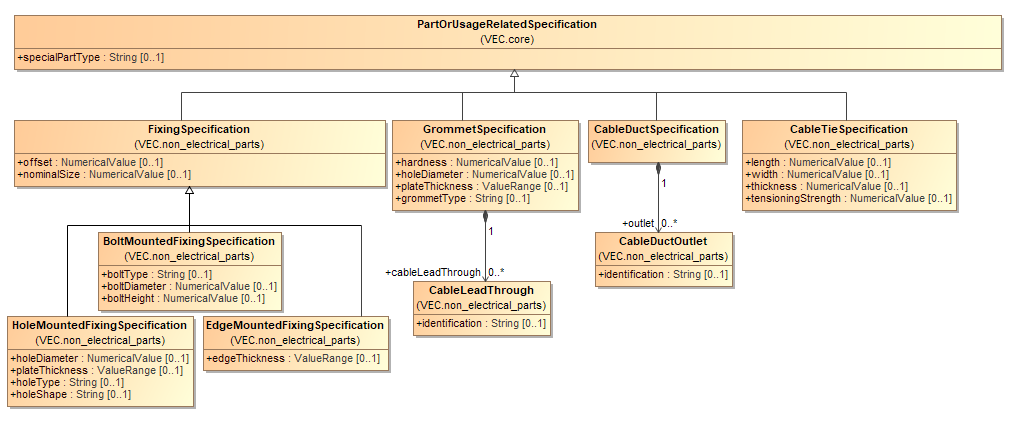 PartOrUsageRelatedSpecification
(VEC.core)
+specialPartType : String [0..1]
FixingSpecification
(VEC.non_electrical_parts)
+offset : NumericalValue [0..1]
+nominalSize : NumericalValue [0..1]
GrommetSpecification
(VEC.non_electrical_parts)
+hardness : NumericalValue [0..1]
+holeDiameter : NumericalValue [0..1]
+plateThickness : ValueRange [0..1]
+grommetType : String [0..1]
CableDuctSpecification
(VEC.non_electrical_parts)
CableTieSpecification
(VEC.non_electrical_parts)
+length : NumericalValue [0..1]
+width : NumericalValue [0..1]
+thickness : NumericalValue [0..1]
+tensioningStrength : NumericalValue [0..1]
1
+outlet 0..*
1
+cableLeadThrough 0..*
BoltMountedFixingSpecification
(VEC.non_electrical_parts)
+boltType : String [0..1]
+boltDiameter : NumericalValue [0..1]
+boltHeight : NumericalValue [0..1]
CableDuctOutlet
(VEC.non_electrical_parts)
+identification : String [0..1]
CableLeadThrough
(VEC.non_electrical_parts)
+identification : String [0..1]
HoleMountedFixingSpecification
(VEC.non_electrical_parts)
+holeDiameter : NumericalValue [0..1]
+plateThickness : ValueRange [0..1]
+holeType : String [0..1]
+holeShape : String [0..1]
EdgeMountedFixingSpecification
(VEC.non_electrical_parts)
+edgeThickness : ValueRange [0..1]